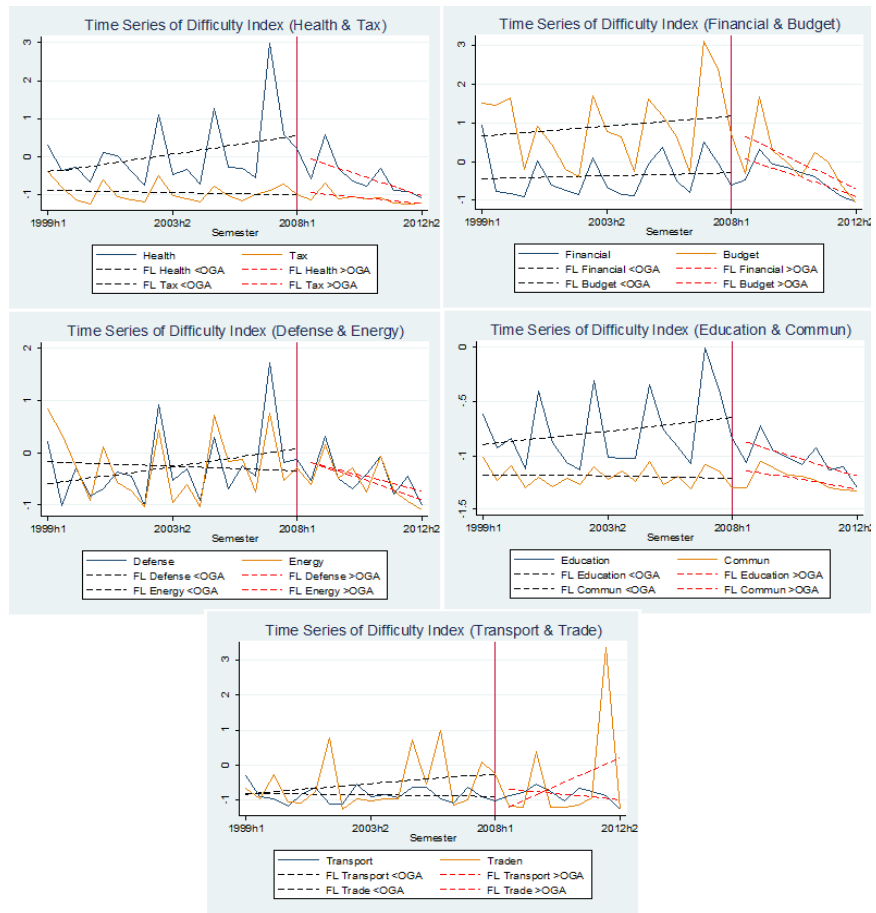 Time Series of Difficulty Index (Health & Tax)
3
2
1
0
-1
1999h1 2003h2 2008h1 2012h2
Semester
Health Tax
FL Health <OGA FL Health >OGA
FL Tax <OGA FL Tax >OGA
Time Series of Difficulty Index (Financial & Budget)
3
2
1
0
-1
1999h1 2003h2 2008h1 2012h2
Semester
Financial Budget
FL Financial <OGA FL Financial >OGA
FL Budget <OGA FL Budget >OGA
Time Series of Difficulty Index (Defense & Energy)
2
1
0
-1
1999h1 2003h2 2008h1 2012h2
Semester
Defense Energy
FL Defense <OGA FL Defense >OGA
FL Energy <OGA FL Energy >OGA
Time Series of Difficulty Index (Education & Commun)
0
-.5
-1
-1.5
1999h1 2003h2 2008h1 2012h2
Semester
Education Commun
FL Education <OGA FL Education >OGA
FL Commun <OGA FL Commun >OGA
Time Series of Difficulty Index (Transport & Trade)
3
2
1
0
-1
1999h1 2003h2 2008h1 2012h2
Semester
Transport Traden
FL Transport <OGA FL Transport >OGA
FL Trade <OGA FL Trade >OGA